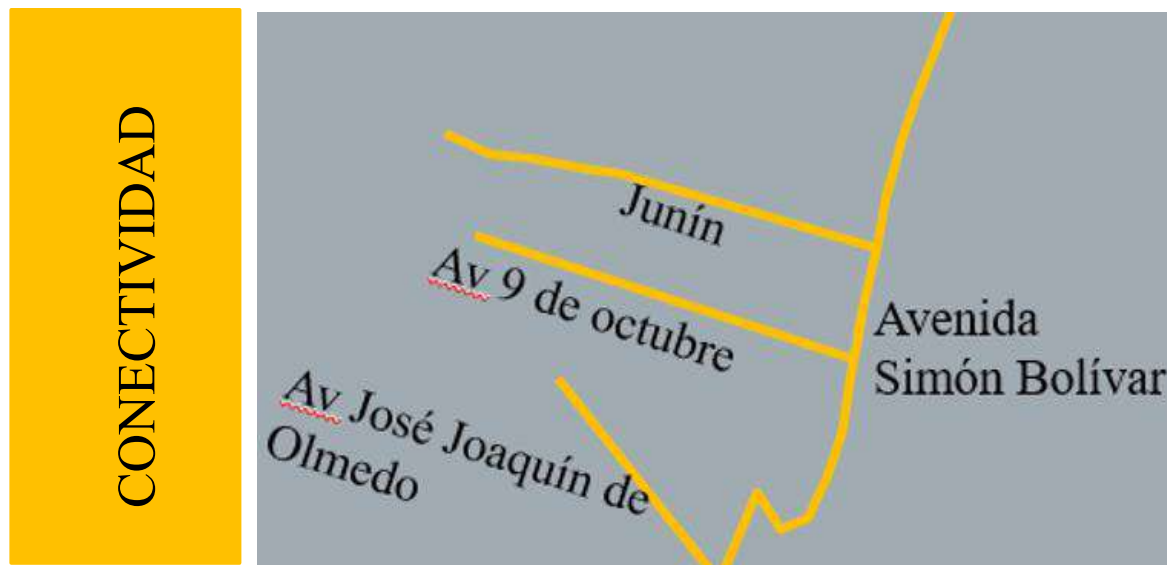 CONECTIVIDAD
Junín
Av 9 de octubre
Avenida
Simón Bolívar
Av José Joaquín de
Olmedo